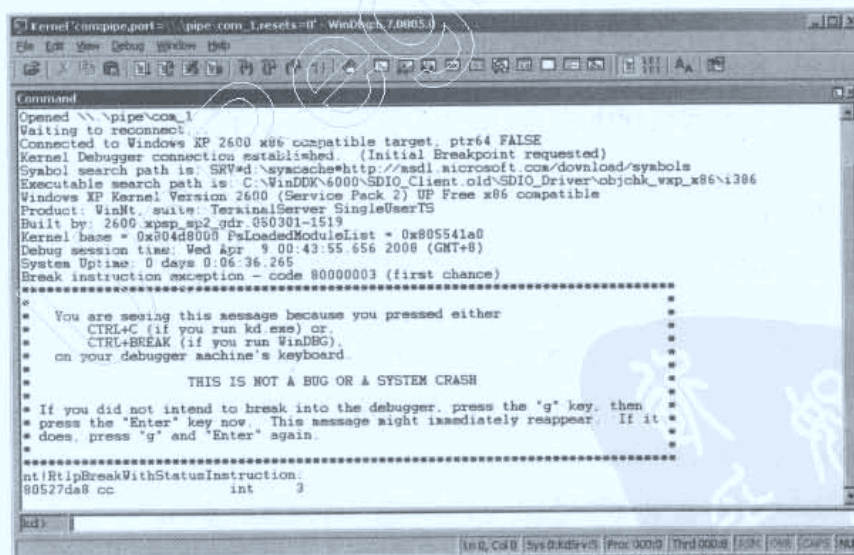 Kernel 'com:pipe,port=\\.\pipe\com_1,resets=0' - WinDbg:6.7.0005.0
File Edit View Debug Window Help
Command
Opened \\.\pipe\com_1
Waiting to reconnect...
Connected to Windows XP 2600 x86 compatible target, ptr64 FALSE
Kernel Debugger connection established.  (Initial Breakpoint requested)
Symbol search path is: SRV*d:\symcache*http://msdl.microsoft.com/download/symbols
Executable search path is: C:\WinDDK\6000\SDIO_Client.old\SDIO_Driver\objchk_wxp_x86\i386
Windows XP Kernel Version 2600 (Service Pack 2) UP Free x86 compatible
Product: WinNt, suite: TerminalServer SingleUserTS
Built by: 2600.xpsp_sp2_gdr.050301-1519
Kernel base = 0x804d8000 PsLoadedModuleList = 0x805541a0
Debug session time: Wed Apr  9 00:43:55.656 2008 (GMT+8)
System Uptime: 0 days 0:06:36.265
Break instruction exception - code 80000003 (first chance)
*******************************************************************************
*
*   You are seeing this message because you pressed either
*       CTRL+C (if you run kd.exe) or,
*       CTRL+BREAK (if you run WinDBG),
*   on your debugger machine's keyboard.
*
*                   THIS IS NOT A BUG OR A SYSTEM CRASH
*
* If you did not intend to break into the debugger, press the "g" key, then
* press the "Enter" key now.  This message might immediately reappear.  If it
* does, press "g" and "Enter" again.
*
*******************************************************************************
nt!RtlpBreakWithStatusInstruction:
80527da8 cc              int     3
kd>
Ln 0, Col 0 Sys 0:KdSrv:S Proc 000:0 Thrd 000:0 ASM OVR CAPS NU